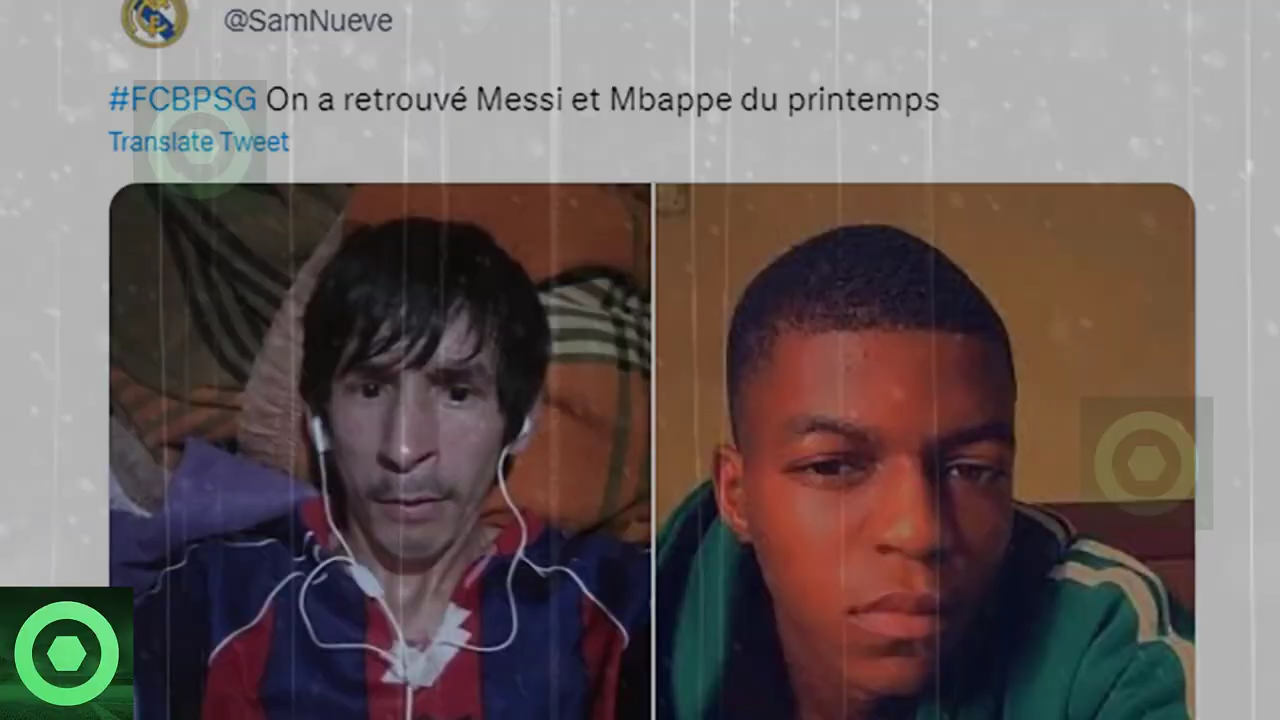 @SamNueve
#FCBPSG On a retrouvé Messi et Mbappe du printemps
Translate Tweet